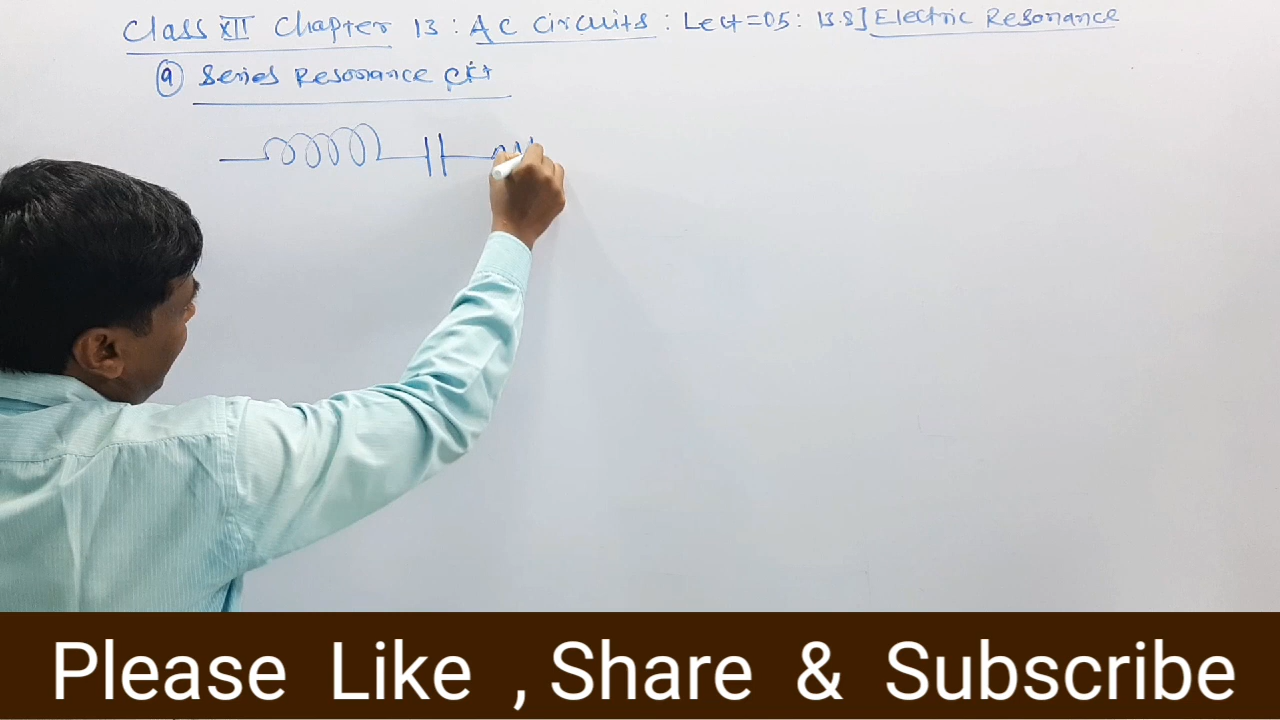 Class XII Chapter 13 : AC Circuits : Lect=05 : 13.8] Electric Resonance
(a) Series Resonance CKt
Please Like , Share & Subscribe